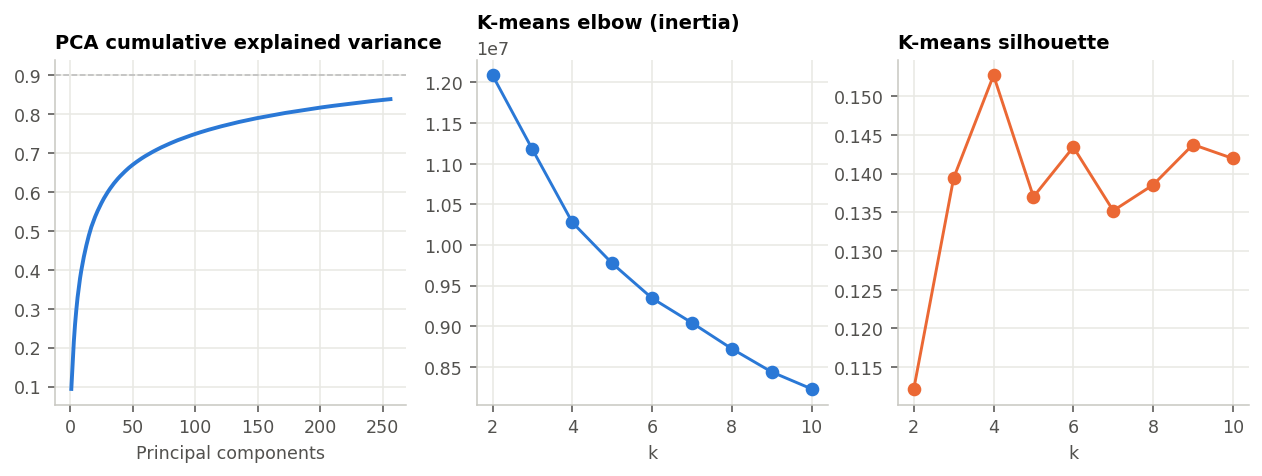 PCA cumulative explained variance
0.9
0.8
0.7
0.6
0.5
0.4
0.3
0.2
0.1
0 50 100 150 200 250
Principal components
K-means elbow (inertia)
1e7
1.20
1.15
1.10
1.05
1.00
0.95
0.90
0.85
2 4 6 8 10
k
K-means silhouette
0.150
0.145
0.140
0.135
0.130
0.125
0.120
0.115
2 4 6 8 10
k